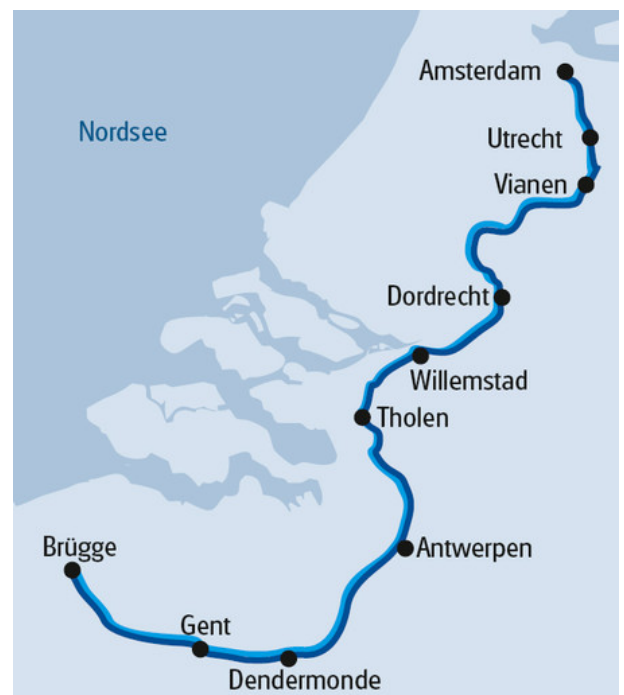 Amsterdam
Nordsee
Utrecht
Vianen
Dordrecht
Willemstad
Tholen
Antwerpen
Brügge
Gent
Dendermonde